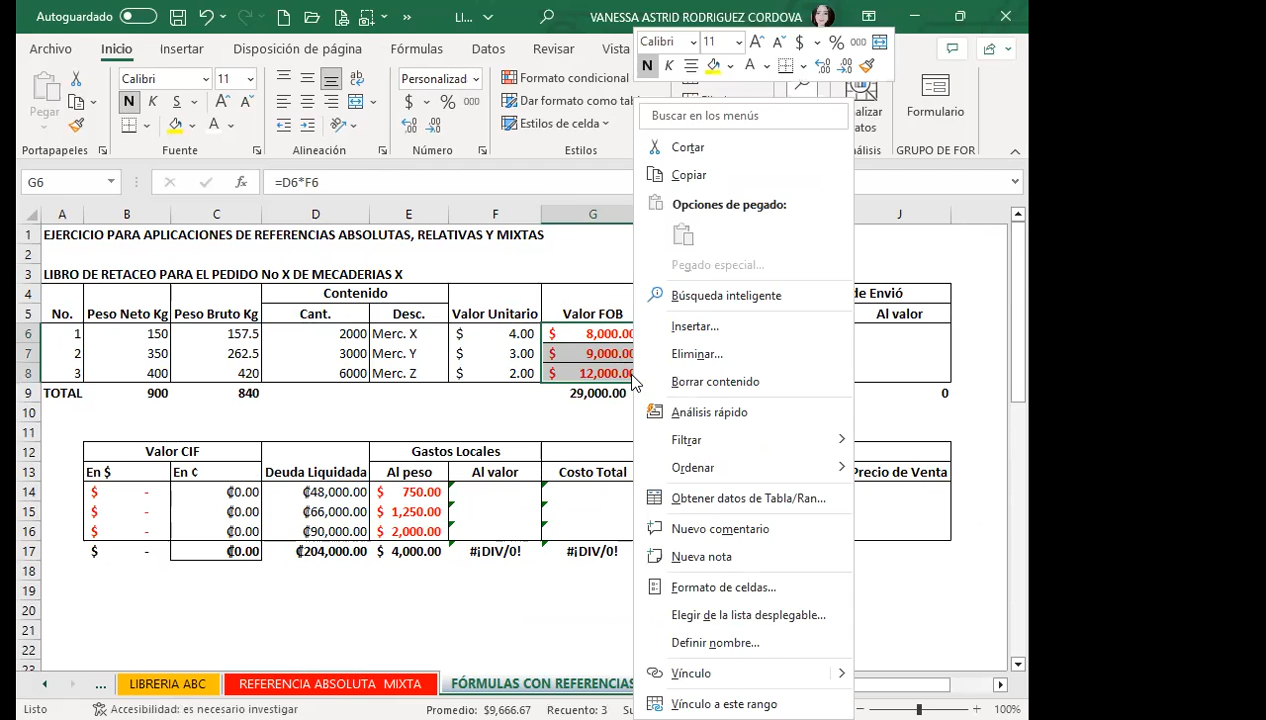 Autoguardado
»
LI...
VANESSA ASTRID RODRIGUEZ CORDOVA
Archivo Inicio Insertar Disposición de página Fórmulas Datos Revisar Vista
Calibri 11 $ % 000
N K A
Pegar
Calibri 11
N K S A
Personalizad
$ % 000
Formato condicional
Dar formato como tab
Estilos de celda
Formulario
Portapapeles Fuente Alineación Número Estilos GRUPO DE FOR
G6 fx =D6*F6
A B C D E F G J
1 EJERCICIO PARA APLICACIONES DE REFERENCIAS ABSOLUTAS, RELATIVAS Y MIXTAS
2
3 LIBRO DE RETACEO PARA EL PEDIDO No X DE MECADERIAS X
4 Contenido de Envió
5 No. Peso Neto Kg Peso Bruto Kg Cant. Desc. Valor Unitario Valor FOB Al valor
6 1 150 157.5 2000 Merc. X $ 4.00 $ 8,000.00
7 2 350 262.5 3000 Merc. Y $ 3.00 $ 9,000.00
8 3 400 420 6000 Merc. Z $ 2.00 $ 12,000.00
9 TOTAL 900 840 29,000.00 0
10
11
12 Valor CIF Gastos Locales
13 En $ En ¢ Deuda Liquidada Al peso Al valor Costo Total Precio de Venta
14 $ - ₡0.00 ₡48,000.00 $ 750.00
15 $ - ₡0.00 ₡66,000.00 $ 1,250.00
16 $ - ₡0.00 ₡90,000.00 $ 2,000.00
17 $ - ₡0.00 ₡204,000.00 $ 4,000.00 #¡DIV/0! #¡DIV/0!
18
19
20
21
22
23
Buscar en los menús
Cortar
Copiar
Opciones de pegado:
Pegado especial...
Búsqueda inteligente
Insertar...
Eliminar...
Borrar contenido
Análisis rápido
Filtrar
Ordenar
Obtener datos de Tabla/Ran...
Nuevo comentario
Nueva nota
Formato de celdas...
Elegir de la lista desplegable...
Definir nombre...
Vínculo
Vínculo a este rango
... LIBRERIA ABC REFERENCIA ABSOLUTA MIXTA FÓRMULAS CON REFERENCIAS
Listo Accesibilidad: es necesario investigar Promedio: $9,666.67 Recuento: 3 100%